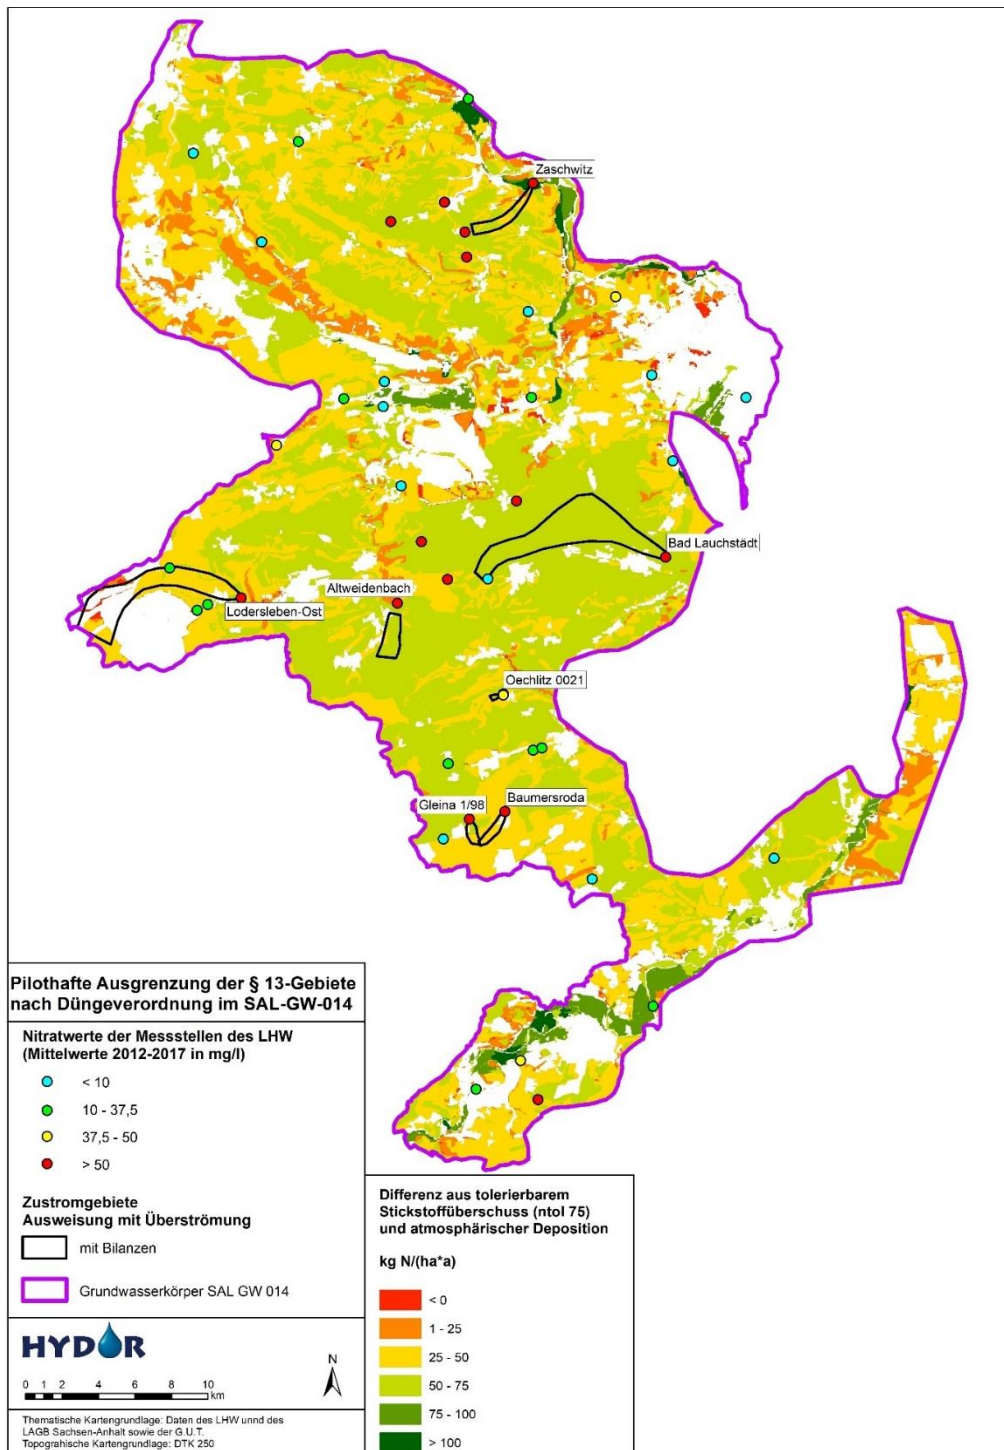 Zaschwitz
Bad Lauchstädt
Altweidenbach
Lodersleben-Ost
Oechlitz 0021
Gleina 1/98
Baumersroda
Pilothafte Ausgrenzung der § 13-Gebiete
nach Düngeverordnung im SAL-GW-014
Nitratwerte der Messstellen des LHW
(Mittelwerte 2012-2017 in mg/l)
< 10
10 - 37,5
37,5 - 50
> 50
Zustromgebiete
Ausweisung mit Überströmung
mit Bilanzen
Grundwasserkörper SAL GW 014
HYDOR
N
0 1 2 4 6 8 10
km
Thematische Kartengrundlage: Daten des LHW unnd des
LAGB Sachsen-Anhalt sowie der G.U.T.
Topograhische Kartengrundlage: DTK 250
Differenz aus tolerierbarem
Stickstoffüberschuss (ntol 75)
und atmosphärischer Deposition
kg N/(ha*a)
< 0
1 - 25
25 - 50
50 - 75
75 - 100
> 100